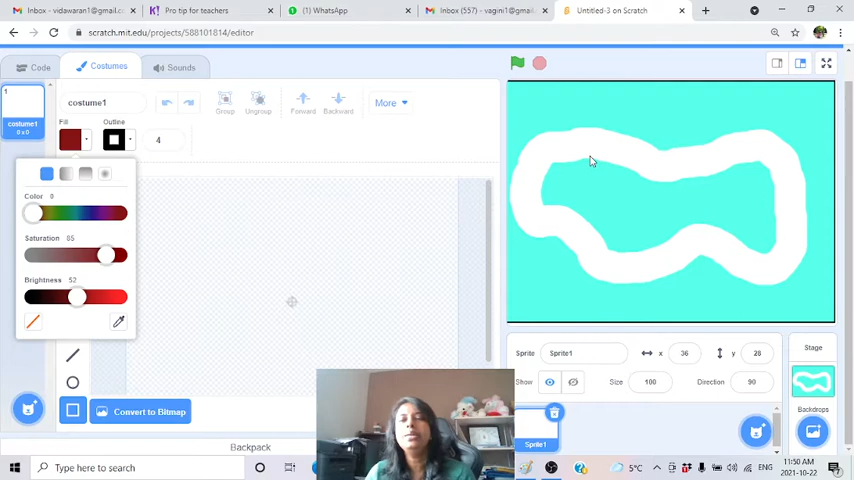 Inbox - vidawaran1@gmail.co
Pro tip for teachers
(1) WhatsApp
Inbox (557) - vagini1@gmail.c
Untitled-3 on Scratch
scratch.mit.edu/projects/588101814/editor
Code
Costumes
Sounds
1
costume1
0 x 0
costume1
Group
Ungroup
Forward
Backward
More
Fill
Outline
4
Color 0
Saturation 85
Brightness 52
Convert to Bitmap
Backpack
Sprite
Sprite1
x
36
y
28
Show
Size
100
Direction
90
Sprite1
Stage
Backdrops
Type here to search
5°C
ENG
11:50 AM
2021-10-22